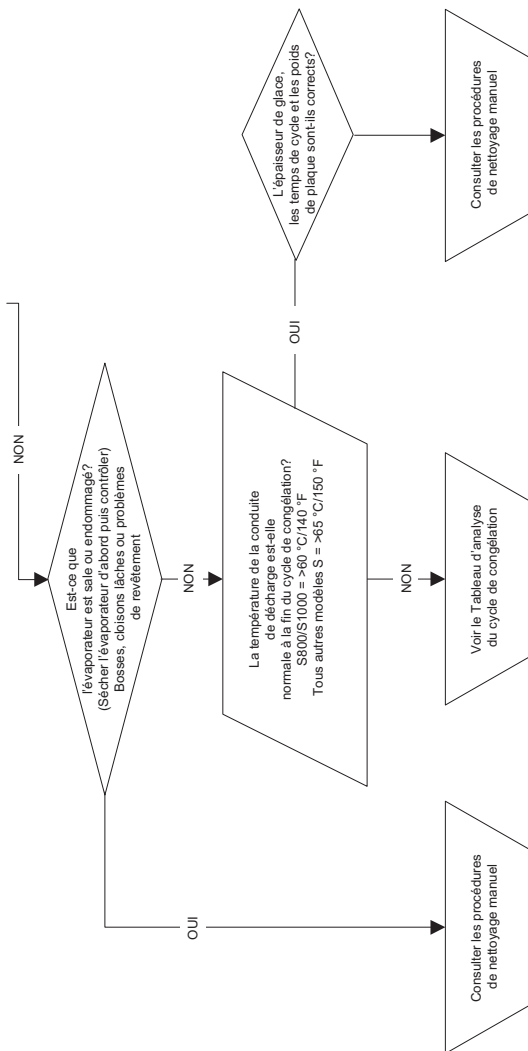 NON
Est-ce que
l'évaporateur est sale ou endommagé?
(Sécher l'évaporateur d'abord puis contrôler)
Bosses, cloisons lâches ou problèmes
de revêtement
OUI
NON
Consulter les procédures
de nettoyage manuel
La température de la conduite
de décharge est-elle
normale à la fin du cycle de congélation?
S800/S1000 = >60 °C/140 °F
Tous autres modèles S = >65 °C/150 °F
NON
OUI
Voir le Tableau d'analyse
du cycle de congélation
L'épaisseur de glace,
les temps de cycle et les poids
de plaque sont-ils corrects?
Consulter les procédures
de nettoyage manuel